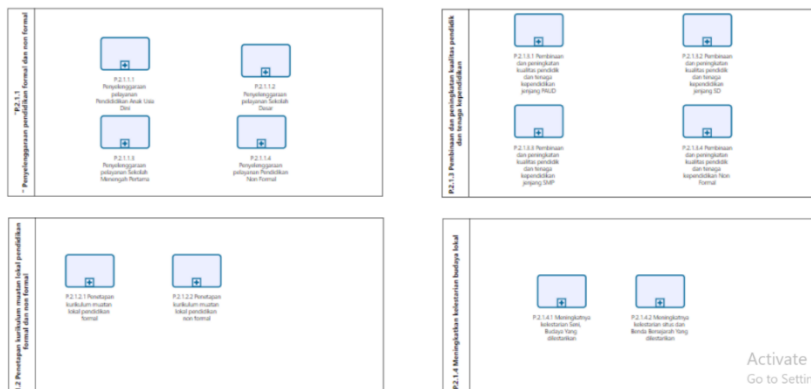 "P.2.1.1
" Penyelenggaraan pendidikan formal dan non formal
P.2.1.1.1
Penyelenggaraan
pelayanan
Pendididikan Anak Usia
Dini
P.2.1.1.2
Penyelenggaraan
pelayanan Sekolah
Dasar
P.2.1.1.3
Penyelenggaraan
pelayanan Sekolah
Menengah Pertama
P.2.1.1.4
Penyelenggaraan
pelayanan Pendidikan
Non Formal
P.2.1.3 Pembinaan dan peningkatan kualitas pendidik
dan tenaga kependidikan
P.2.1.3.1 Pembinaan
dan peningkatan
kualitas pendidik
dan tenaga
kependidikan
jenjang PAUD
P.2.1.3.2 Pembinaan
dan peningkatan
kualitas pendidik
dan tenaga
kependidikan
jenjang SD
P.2.1.3.3 Pembinaan
dan peningkatan
kualitas pendidik
dan tenaga
kependidikan
jenjang SMP
P.2.1.3.4 Pembinaan
dan peningkatan
kualitas pendidik
dan tenaga
kependidikan Non
Formal
.2 Penetapan kurikulum muatan lokal pendidikan
formal dan non formal
P.2.1.2.1 Penetapan
kurikulum muatan
lokal pendidikan
formal
P.2.1.2.2 Penetapan
kurikulum muatan
lokal pendidikan
non formal
P.2.1.4 Meningkatkan kelestarian budaya lokal
P.2.1.4.1 Meningkatnya
kelestarian Seni,
Budaya Yang
dilestarikan
P.2.1.4.2 Meningkatnya
kelestarian situs dan
Benda Bersejarah Yang
dilestarikan
Activate
Go to Settin